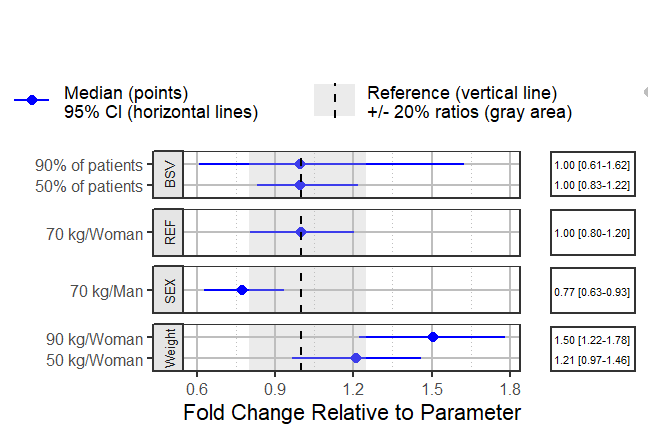 Median (points)
95% CI (horizontal lines)
Reference (vertical line)
+/- 20% ratios (gray area)
90% of patients
50% of patients
BSV
1.00 [0.61-1.62]
1.00 [0.83-1.22]
70 kg/Woman
REF
1.00 [0.80-1.20]
70 kg/Man
SEX
0.77 [0.63-0.93]
90 kg/Woman
50 kg/Woman
Weight
1.50 [1.22-1.78]
1.21 [0.97-1.46]
0.6 0.9 1.2 1.5 1.8
Fold Change Relative to Parameter